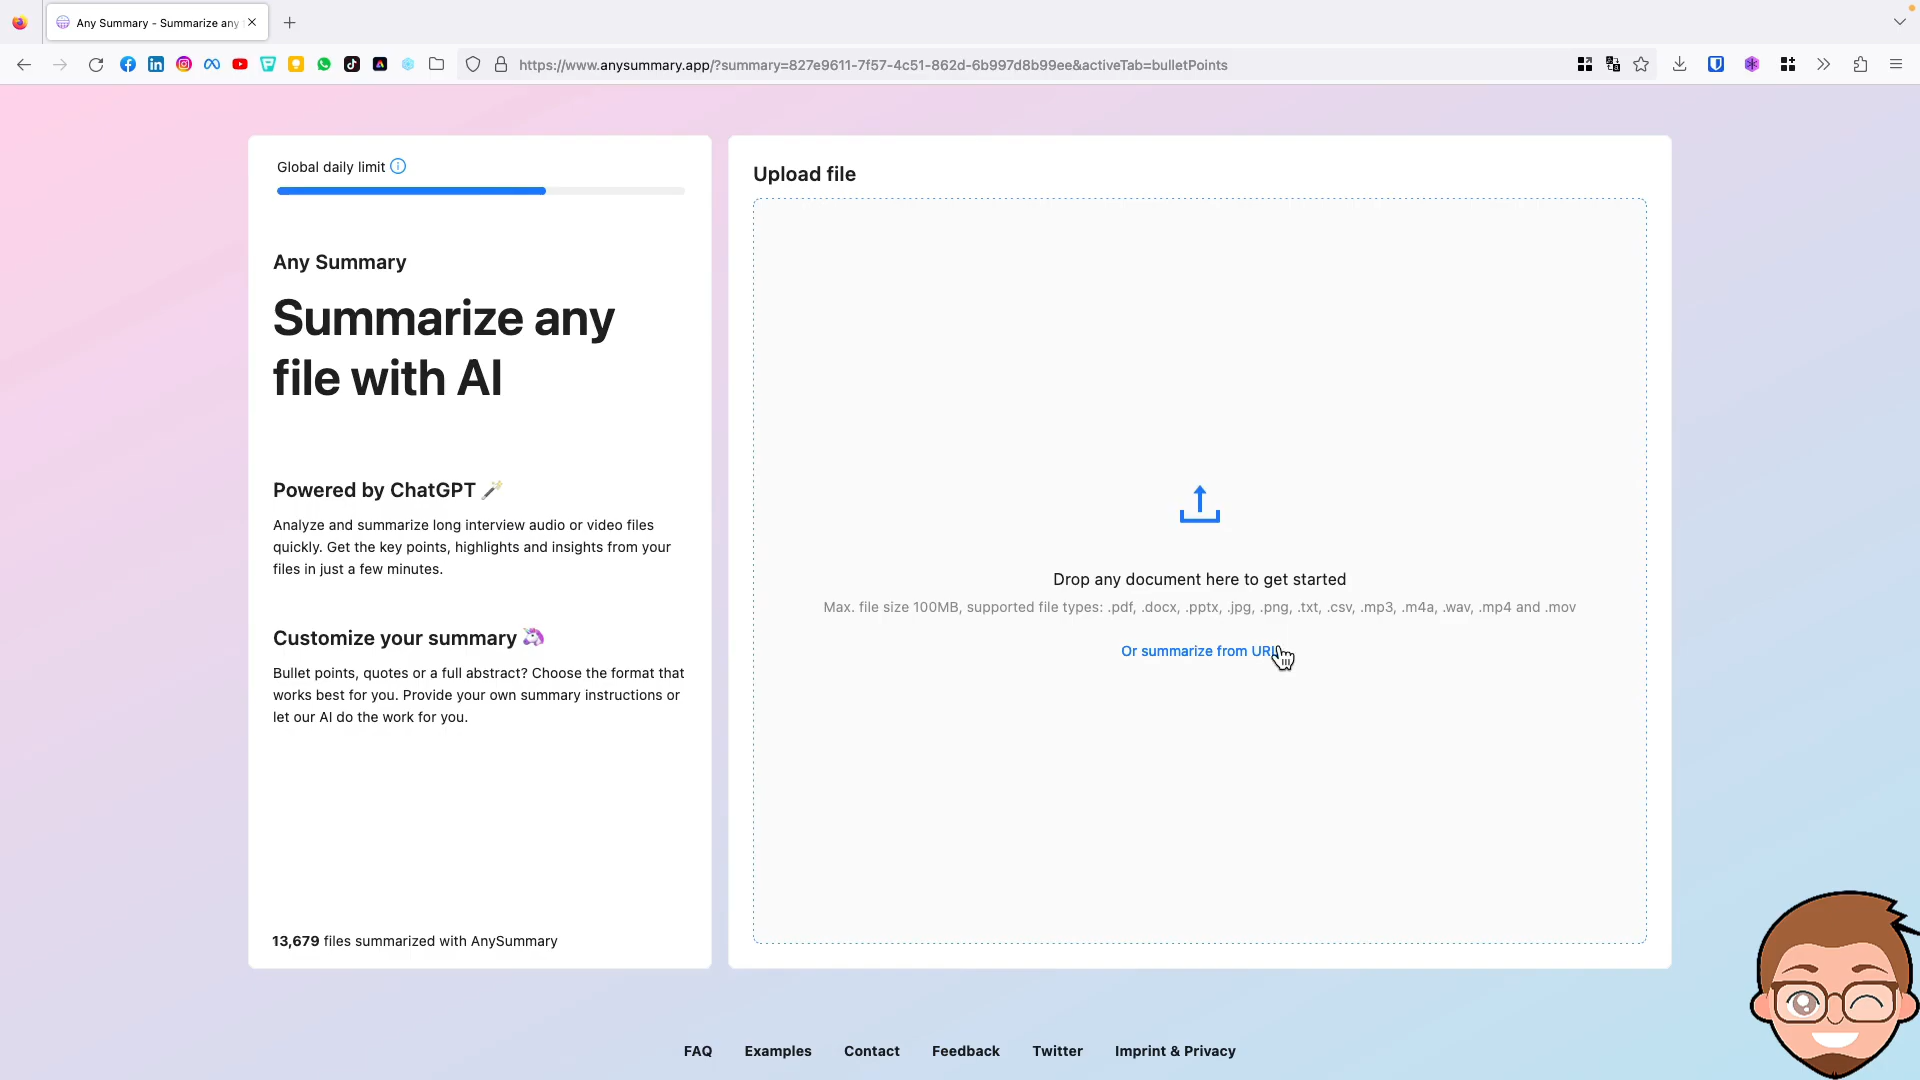 Any Summary - Summarize any
https://www.anysummary.app/?summary=827e9611-7f57-4c51-862d-6b997d8b99ee&activeTab=bulletPoints
Global daily limit
Any Summary
Summarize any
file with AI
Powered by ChatGPT
Analyze and summarize long interview audio or video files
quickly. Get the key points, highlights and insights from your
files in just a few minutes.
Customize your summary
Bullet points, quotes or a full abstract? Choose the format that
works best for you. Provide your own summary instructions or
let our AI do the work for you.
13,679 files summarized with AnySummary
Upload file
Drop any document here to get started
Max. file size 100MB, supported file types: .pdf, .docx, .pptx, .jpg, .png, .txt, .csv, .mp3, .m4a, .wav, .mp4 and .mov
Or summarize from URL
FAQ
Examples
Contact
Feedback
Twitter
Imprint & Privacy